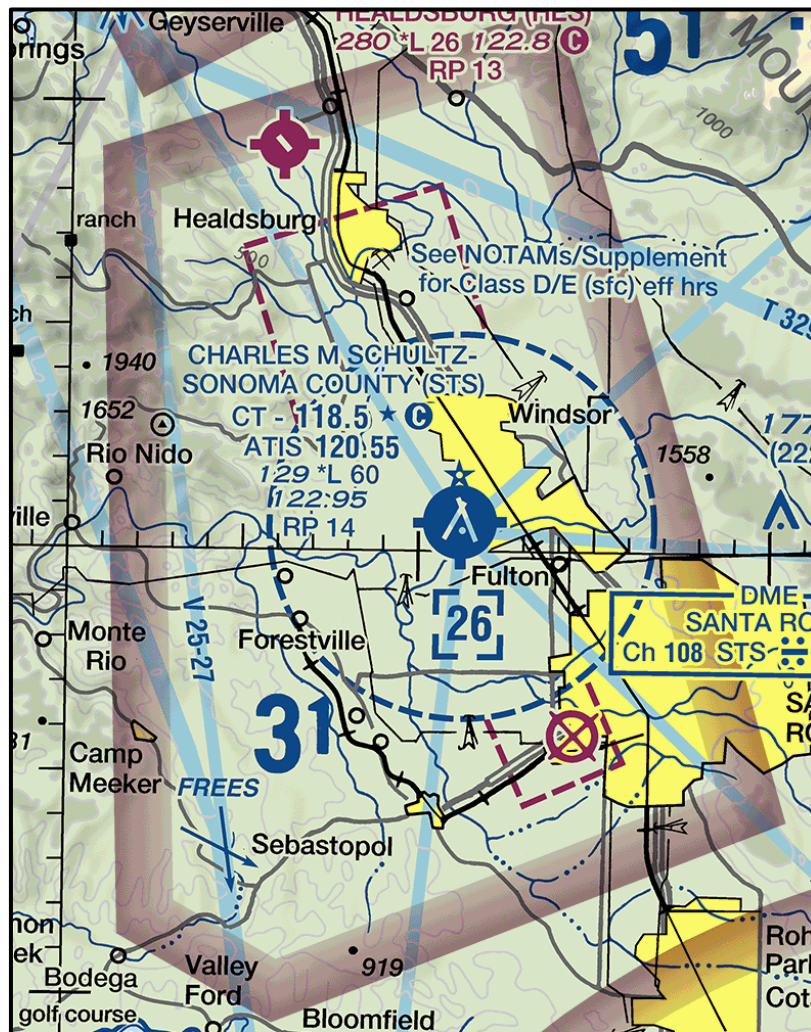 Geyserville
HEALDSBURG (HES)
280 *L 26 122.8 C
RP 13
51
1000
ranch
Healdsburg
500
See NOTAMs/Supplement
for Class D/E (sfc) eff hrs
CHARLES M SCHULTZ-
SONOMA COUNTY (STS)
CT - 118.5 ★ C
ATIS 120.55
129 *L 60
122.95
RP 14
1940
1652
Rio Nido
Windsor
1558
Fulton
[26]
DME
SANTA RO
Ch 108 STS
V 25-27
Monte
Rio
Forestville
31
Camp
Meeker
FREES
Sebastopol
919
Valley
Ford
Bodega
golf course
Bloomfield